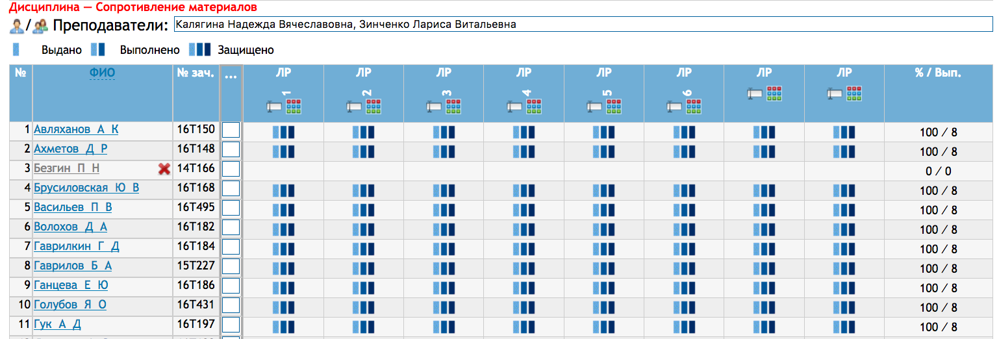 Дисциплина — Сопротивление материалов
/ Преподаватели: Калягина Надежда Вячеславовна, Зинченко Лариса Витальевна
Выдано Выполнено Защищено
№ ФИО № зач. ... ЛР ЛР ЛР ЛР ЛР ЛР ЛР ЛР % / Вып.
1 2 3 4 5 6
1 Авляханов А К 16Т150 100 / 8
2 Ахметов Д Р 16Т148 100 / 8
3 Безгин П Н 14Т166 0 / 0
4 Брусиловская Ю В 16Т168 100 / 8
5 Васильев П В 16Т495 100 / 8
6 Волохов Д А 16Т182 100 / 8
7 Гаврилкин Г Д 16Т184 100 / 8
8 Гаврилов Б А 15Т227 100 / 8
9 Ганцева Е Ю 16Т186 100 / 8
10 Голубов Я О 16Т431 100 / 8
11 Гук А Д 16Т197 100 / 8